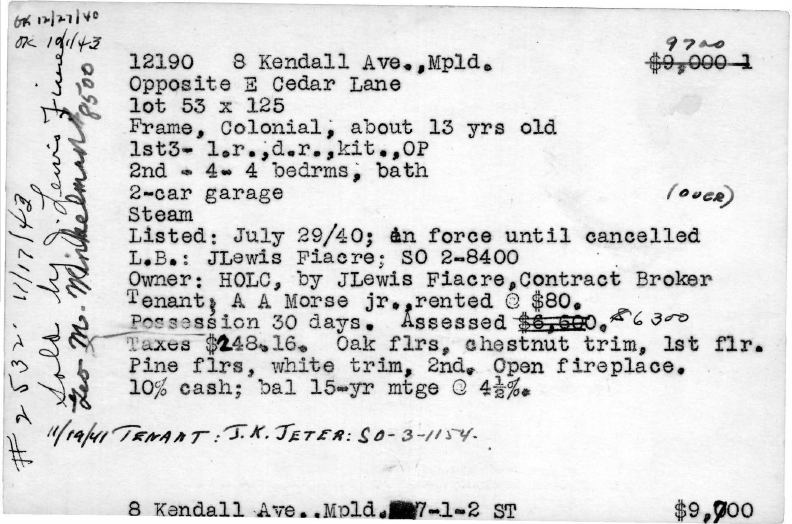 OK 12/27/40
OK 10/1/43
9700
12190 8 Kendall Ave.,Mpld. $9,000 1
Opposite E Cedar Lane
lot 53 x 125
Frame, Colonial, about 13 yrs old
1st3- l.r.,d.r.,kit.,OP
2nd - 4- 4 bedrms, bath
2-car garage (OVER)
Steam
Listed: July 29/40; in force until cancelled
L.B.: JLewis Fiacre; SO 2-8400
Owner: HOLC, by JLewis Fiacre,Contract Broker
Tenant; A A Morse jr.,rented @ $80.
Possession 30 days. Assessed $6,600. $6300
Taxes $248.16. Oak flrs, chestnut trim, 1st flr.
Pine flrs, white trim, 2nd. Open fireplace.
10% cash; bal 15-yr mtge @ 4½%.
11/19/41 TENANT: J.K. JETER: SO-3-1154.
8 Kendall Ave..Mpld. 7-1-2 ST $9,700
# 2532 11/17/43
Sold by J Lewis Fiacre
Geo M. Winkelman 8500